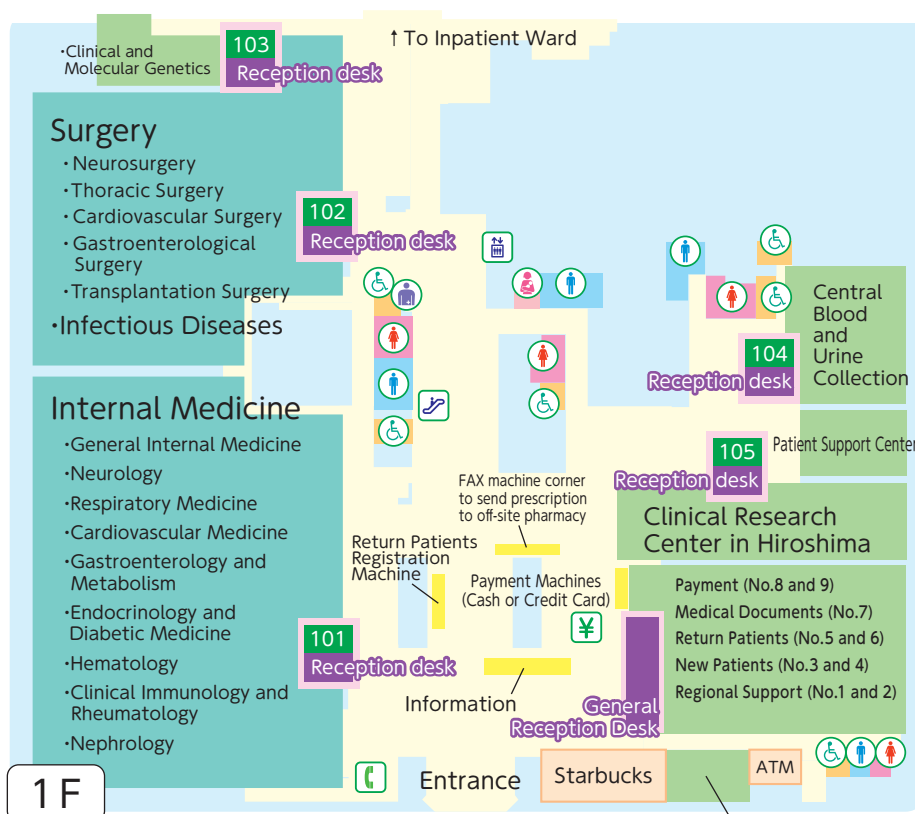 ↑ To Inpatient Ward
・Clinical and
Molecular Genetics
103
Reception desk
Surgery
・Neurosurgery
・Thoracic Surgery
・Cardiovascular Surgery
・Gastroenterological
Surgery
・Transplantation Surgery
・Infectious Diseases
102
Reception desk
Central
Blood
and
Urine
Collection
104
Reception desk
Patient Support Center
105
Reception desk
Clinical Research
Center in Hiroshima
Internal Medicine
・General Internal Medicine
・Neurology
・Respiratory Medicine
・Cardiovascular Medicine
・Gastroenterology and
Metabolism
・Endocrinology and
Diabetic Medicine
・Hematology
・Clinical Immunology and
Rheumatology
・Nephrology
101
Reception desk
FAX machine corner
to send prescription
to off-site pharmacy
Return Patients
Registration
Machine
Payment Machines
(Cash or Credit Card)
¥
Information
Payment (No.8 and 9)
Medical Documents (No.7)
Return Patients (No.5 and 6)
New Patients (No.3 and 4)
Regional Support (No.1 and 2)
General
Reception Desk
Entrance
Starbucks
ATM
1F